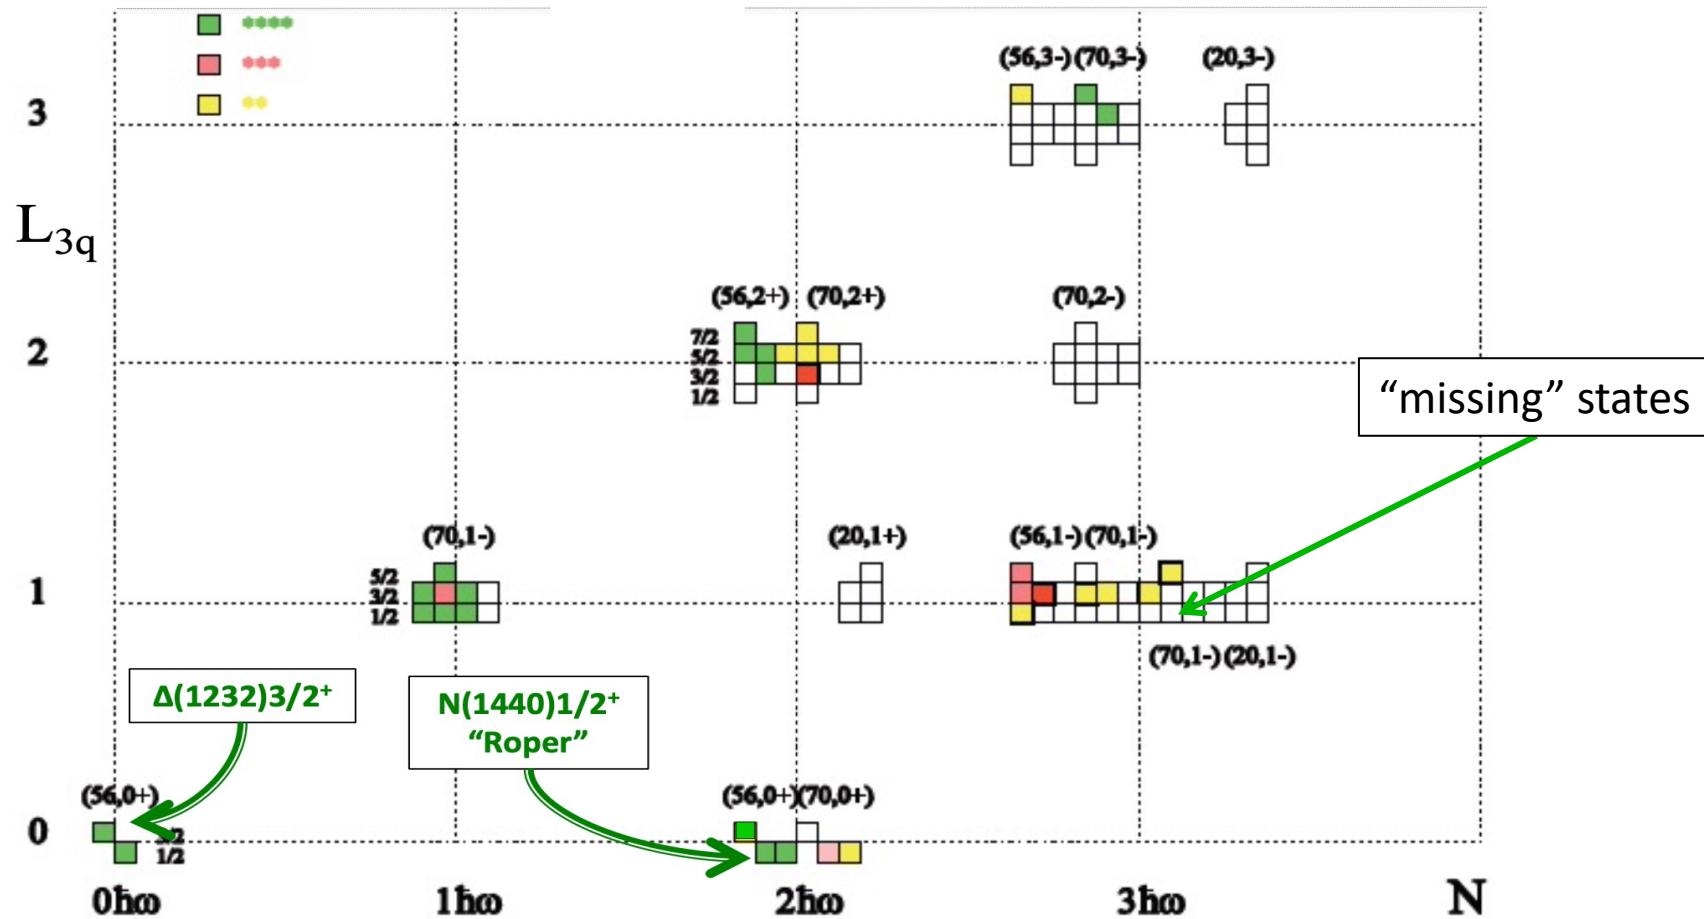 (56,3-) (70,3-) (20,3-)
3
L3q
(56,2+) (70,2+) (70,2-)
7/2
5/2
2
3/2
1/2
"missing" states
(70,1-) (20,1+) (56,1-) (70,1-)
5/2
1
3/2
1/2
(70,1-) (20,1-)
Δ(1232)3/2⁺
N(1440)1/2⁺
"Roper"
(56,0+) (56,0+) (70,0+)
0
1/2
0ħω 1ħω 2ħω 3ħω N